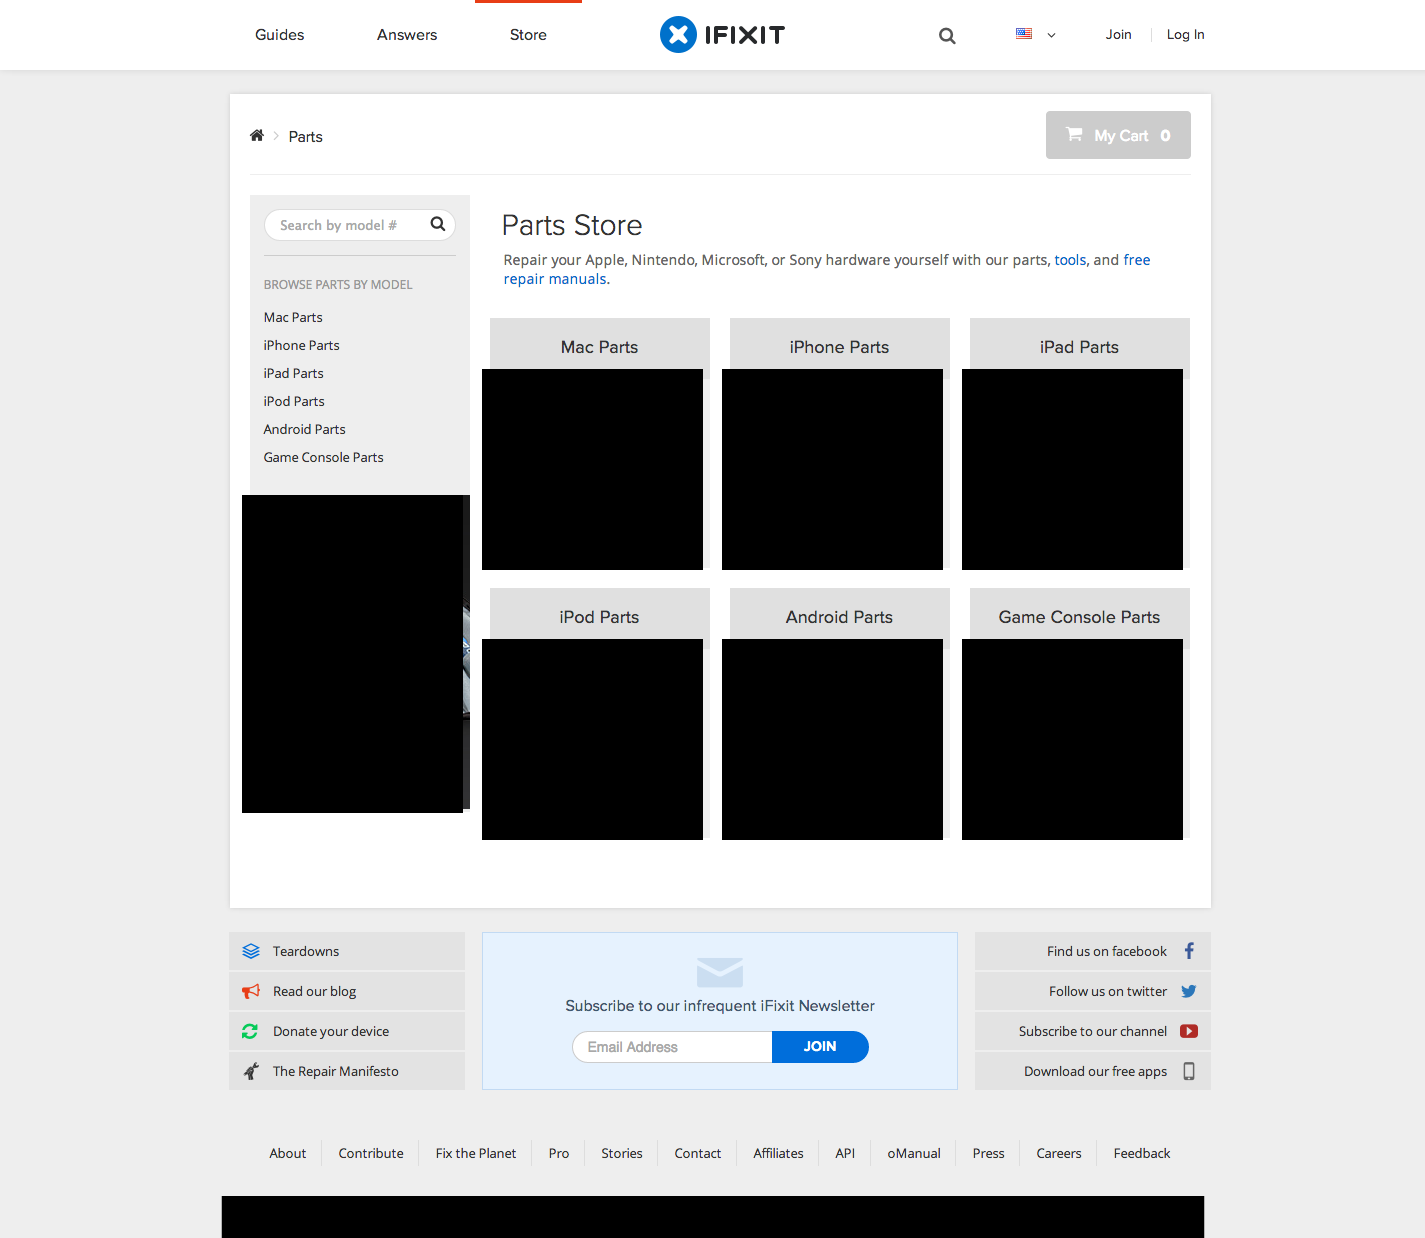 Guides
Answers
Store
IFIXIT
Join
Log In
Parts
My Cart 0
Search by model #
BROWSE PARTS BY MODEL
Mac Parts
iPhone Parts
iPad Parts
iPod Parts
Android Parts
Game Console Parts
Parts Store
Repair your Apple, Nintendo, Microsoft, or Sony hardware yourself with our parts, tools, and free
repair manuals.
Mac Parts
iPhone Parts
iPad Parts
iPod Parts
Android Parts
Game Console Parts
Teardowns
Read our blog
Donate your device
The Repair Manifesto
Subscribe to our infrequent iFixit Newsletter
Email Address
JOIN
Find us on facebook
Follow us on twitter
Subscribe to our channel
Download our free apps
About
Contribute
Fix the Planet
Pro
Stories
Contact
Affiliates
API
oManual
Press
Careers
Feedback